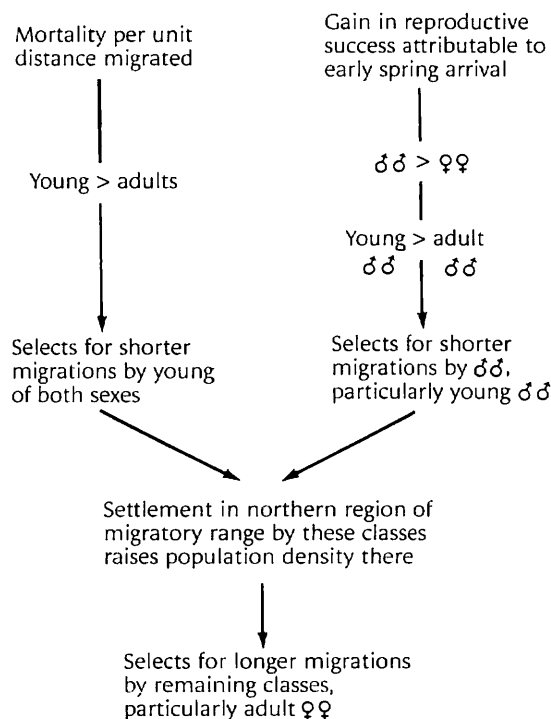 Mortality per unit
distance migrated
Young > adults
Selects for shorter
migrations by young
of both sexes
Gain in reproductive
success attributable to
early spring arrival
♂♂ > ♀♀
Young > adult
♂♂ ♂♂
Selects for shorter
migrations by ♂♂,
particularly young ♂♂
Settlement in northern region of
migratory range by these classes
raises population density there
Selects for longer migrations
by remaining classes,
particularly adult ♀♀